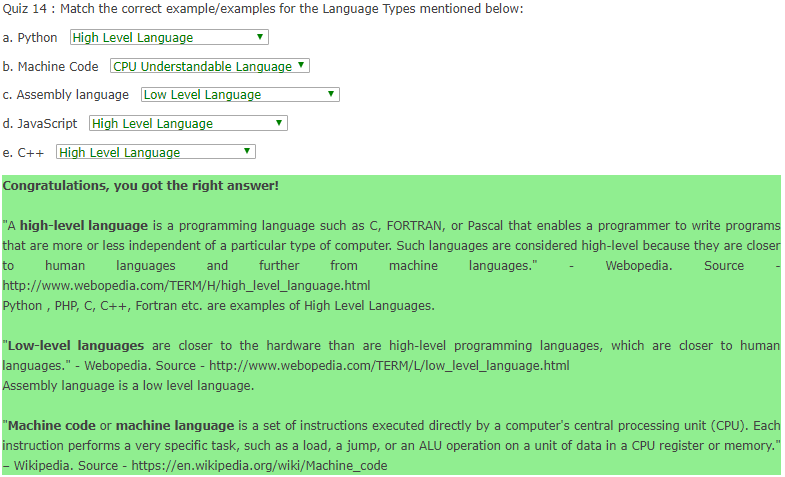 Quiz 14 : Match the correct example/examples for the Language Types mentioned below:
a. Python High Level Language
b. Machine Code CPU Understandable Language
c. Assembly language Low Level Language
d. JavaScript High Level Language
e. C++ High Level Language
Congratulations, you got the right answer!
"A high-level language is a programming language such as C, FORTRAN, or Pascal that enables a programmer to write programs
that are more or less independent of a particular type of computer. Such languages are considered high-level because they are closer
to human languages and further from machine languages." - Webopedia. Source -
http://www.webopedia.com/TERM/H/high_level_language.html
Python , PHP, C, C++, Fortran etc. are examples of High Level Languages.
"Low-level languages are closer to the hardware than are high-level programming languages, which are closer to human
languages." - Webopedia. Source - http://www.webopedia.com/TERM/L/low_level_language.html
Assembly language is a low level language.
"Machine code or machine language is a set of instructions executed directly by a computer's central processing unit (CPU). Each
instruction performs a very specific task, such as a load, a jump, or an ALU operation on a unit of data in a CPU register or memory."
– Wikipedia. Source - https://en.wikipedia.org/wiki/Machine_code